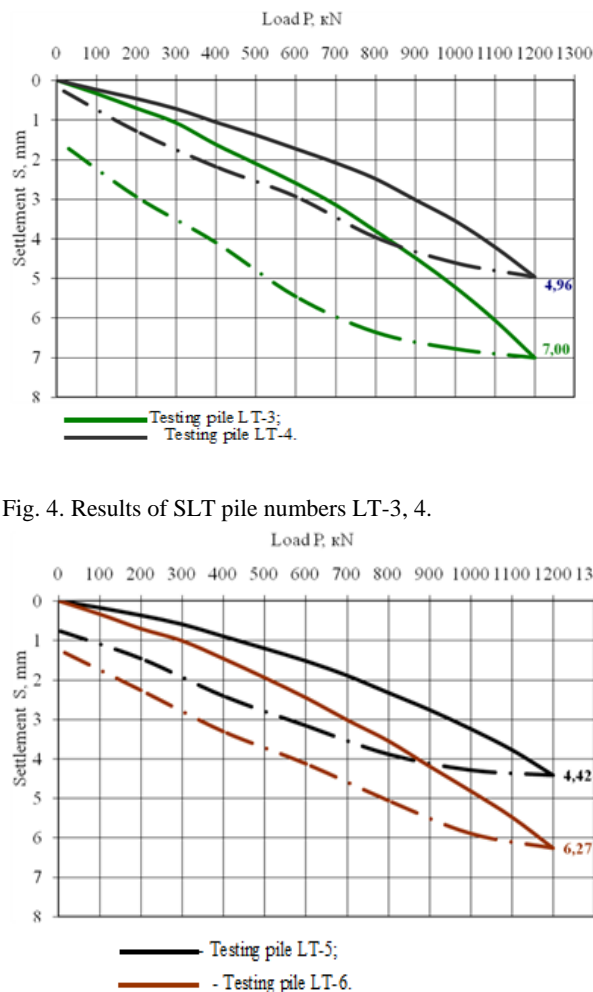 Load P, кN
0 100 200 300 400 500 600 700 800 900 1000 1100 1200 1300
Settlement S, mm
0
1
2
3
4
5
6
7
8
4,96
7,00
Testing pile LT-3;
Testing pile LT-4.
Fig. 4. Results of SLT pile numbers LT-3, 4.
Load P, кN
0 100 200 300 400 500 600 700 800 900 1000 1100 1200 13
Settlement S, mm
0
1
2
3
4
5
6
7
8
4,42
6,27
- Testing pile LT-5;
- Testing pile LT-6.